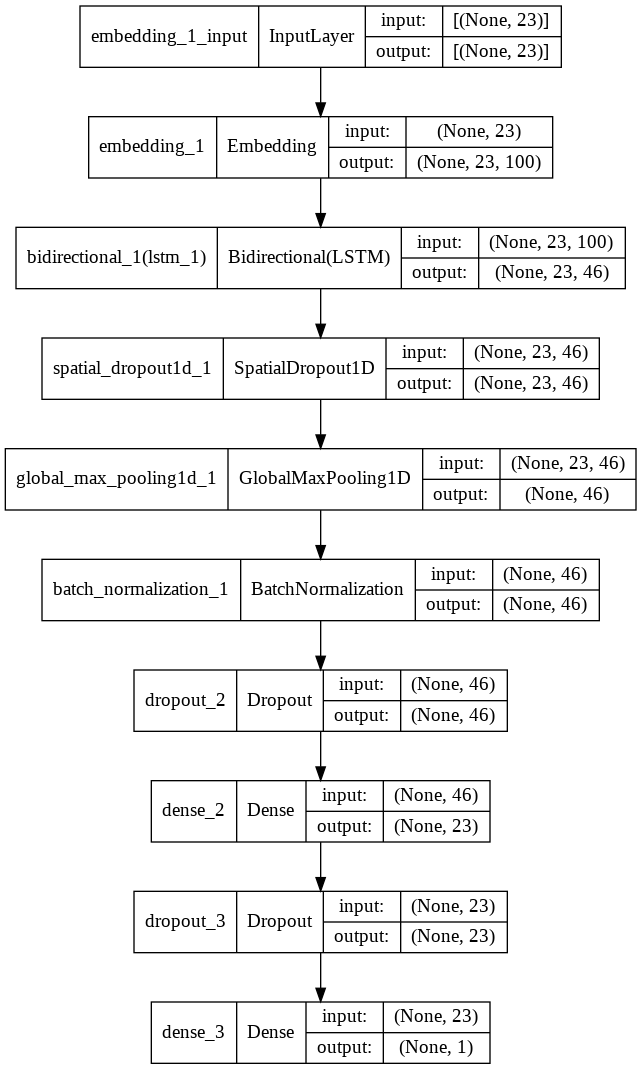 embedding_1_input InputLayer input: [(None, 23)]
output: [(None, 23)]
embedding_1 Embedding input: (None, 23)
output: (None, 23, 100)
bidirectional_1(lstm_1) Bidirectional(LSTM) input: (None, 23, 100)
output: (None, 23, 46)
spatial_dropout1d_1 SpatialDropout1D input: (None, 23, 46)
output: (None, 23, 46)
global_max_pooling1d_1 GlobalMaxPooling1D input: (None, 23, 46)
output: (None, 46)
batch_normalization_1 BatchNormalization input: (None, 46)
output: (None, 46)
dropout_2 Dropout input: (None, 46)
output: (None, 46)
dense_2 Dense input: (None, 46)
output: (None, 23)
dropout_3 Dropout input: (None, 23)
output: (None, 23)
dense_3 Dense input: (None, 23)
output: (None, 1)